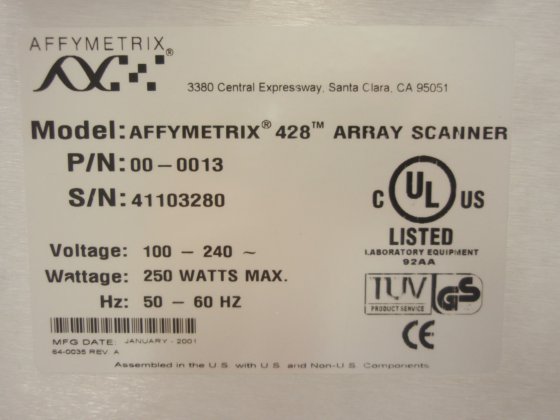 AFFYMETRIX®
3380 Central Expressway, Santa Clara, CA 95051
Model: AFFYMETRIX® 428™ ARRAY SCANNER
P/N: 00-0013
S/N: 41103280
C UL US
LISTED
LABORATORY EQUIPMENT
92AA
Voltage: 100 - 240 ~
Wattage: 250 WATTS MAX.
Hz: 50 - 60 HZ
TUV GS
PRODUCT SERVICE
CE
MFG DATE: JANUARY - 2001
64-0035 REV. A
Assembled in the U.S. with U.S. and Non-U.S. Components